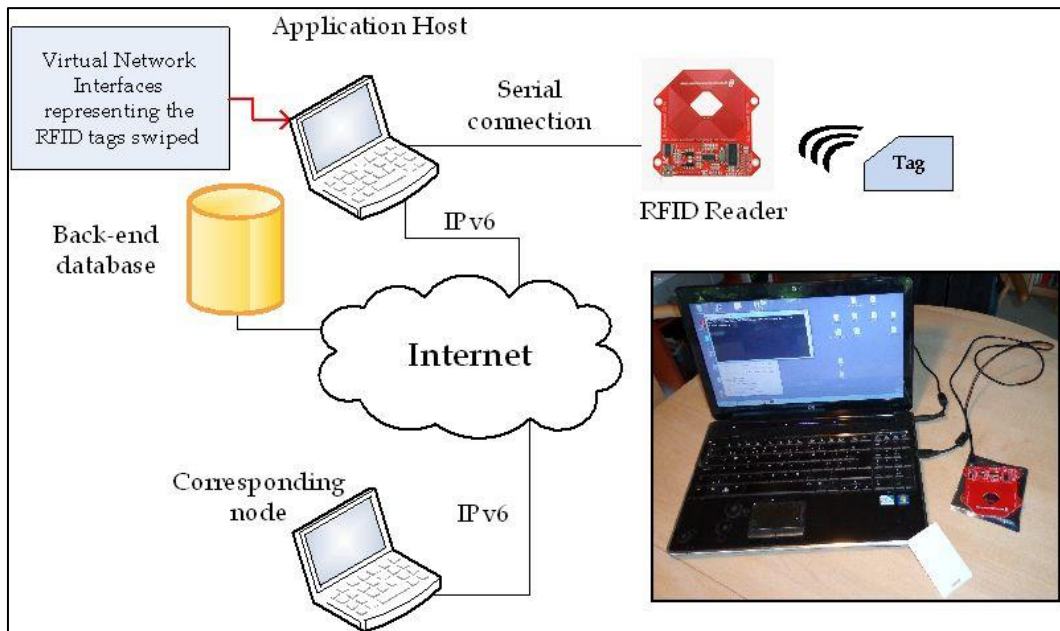 Application Host
Virtual Network
Interfaces
representing the
RFID tags swiped
Serial
connection
Tag
RFID Reader
IPv6
Back-end
database
Internet
Corresponding
node
IPv6